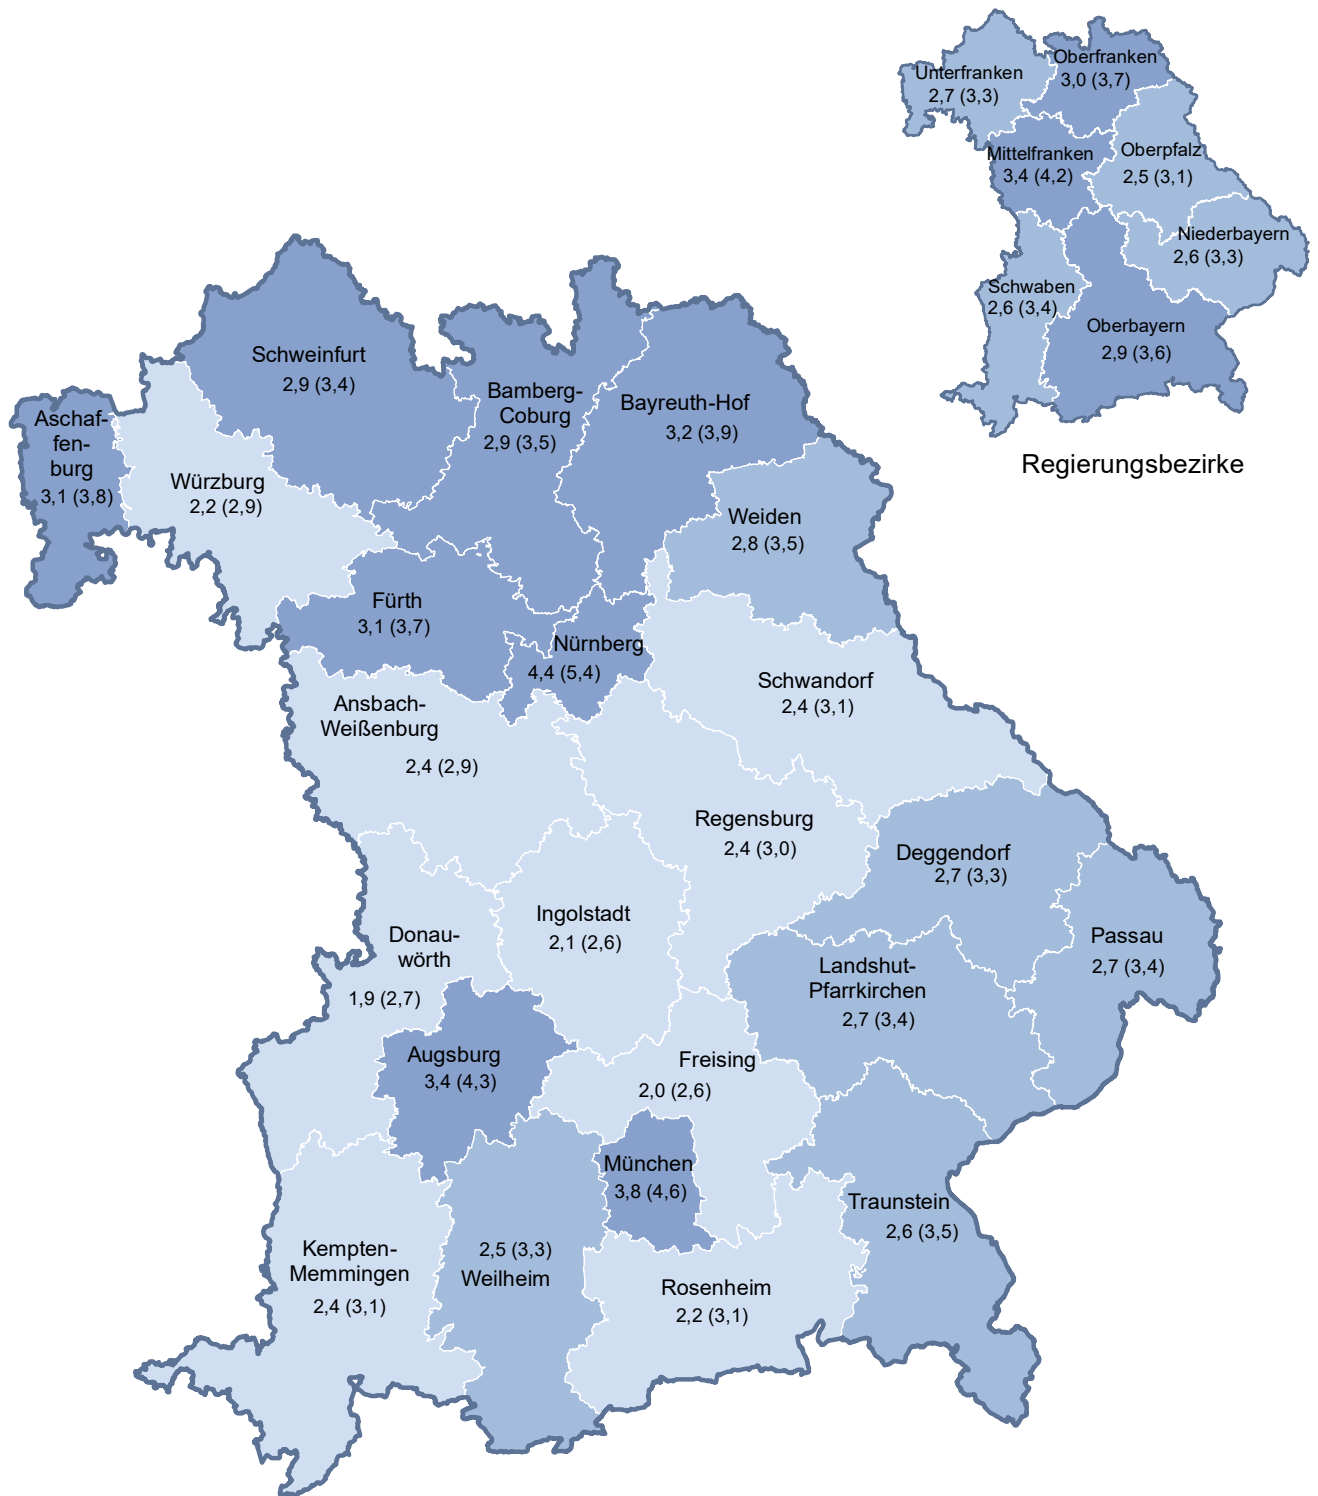 Unterfranken
2,7 (3,3)
Oberfranken
3,0 (3,7)
Mittelfranken
3,4 (4,2)
Oberpfalz
2,5 (3,1)
Niederbayern
2,6 (3,3)
Schwaben
2,6 (3,4)
Oberbayern
2,9 (3,6)
Regierungsbezirke
Schweinfurt
2,9 (3,4)
Bamberg-
Coburg
2,9 (3,5)
Bayreuth-Hof
3,2 (3,9)
Aschaf-
fen-
burg
3,1 (3,8)
Würzburg
2,2 (2,9)
Weiden
2,8 (3,5)
Fürth
3,1 (3,7)
Nürnberg
4,4 (5,4)
Ansbach-
Weißenburg
2,4 (2,9)
Schwandorf
2,4 (3,1)
Regensburg
2,4 (3,0)
Deggendorf
2,7 (3,3)
Ingolstadt
2,1 (2,6)
Donau-
wörth
1,9 (2,7)
Landshut-
Pfarrkirchen
2,7 (3,4)
Passau
2,7 (3,4)
Augsburg
3,4 (4,3)
Freising
2,0 (2,6)
München
3,8 (4,6)
Traunstein
2,6 (3,5)
Kempten-
Memmingen
2,4 (3,1)
2,5 (3,3)
Weilheim
Rosenheim
2,2 (3,1)